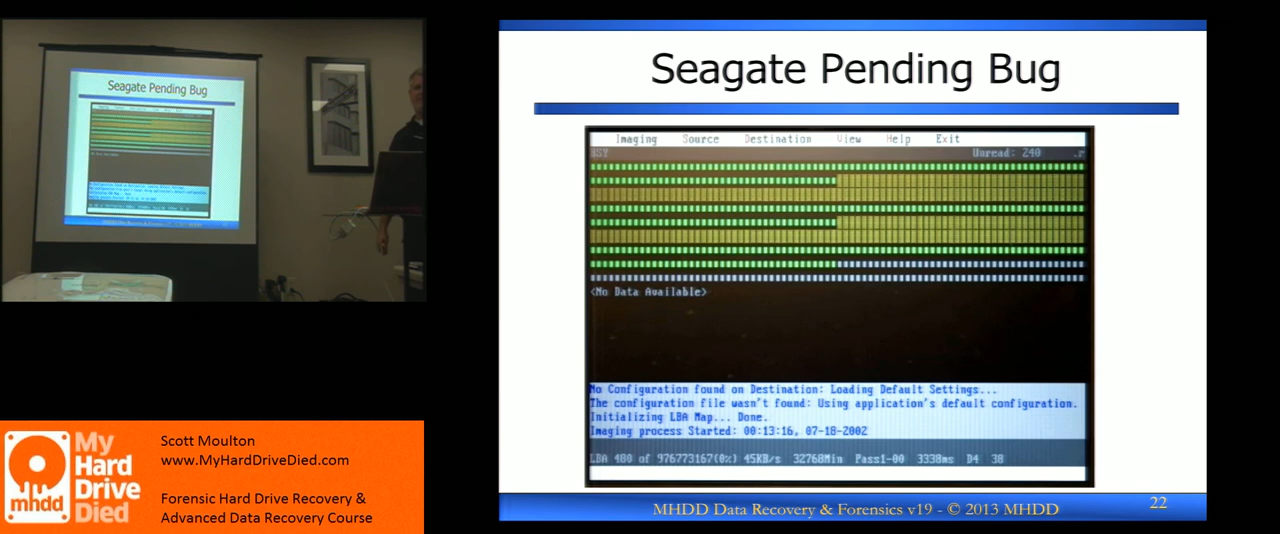 Seagate Pending Bug
Seagate Pending Bug
Imaging Source Destination View Help Exit
BSY Unread: 240 .r
<No Data Available>
No Configuration found on Destination: Loading Default Settings...
The configuration file wasn't found: Using application's default configuration.
Initializing LBA Map... Done.
Imaging process Started: 00:13:16, 07-18-2002
LBA 480 of 976773167(0%) 45KB/s 32768Min Pass1-00 3338ms D4 38
MHDD Data Recovery & Forensics v19 - © 2013 MHDD
22
My
Hard
Drive
Died
mhdd
Scott Moulton
www.MyHardDriveDied.com
Forensic Hard Drive Recovery &
Advanced Data Recovery Course